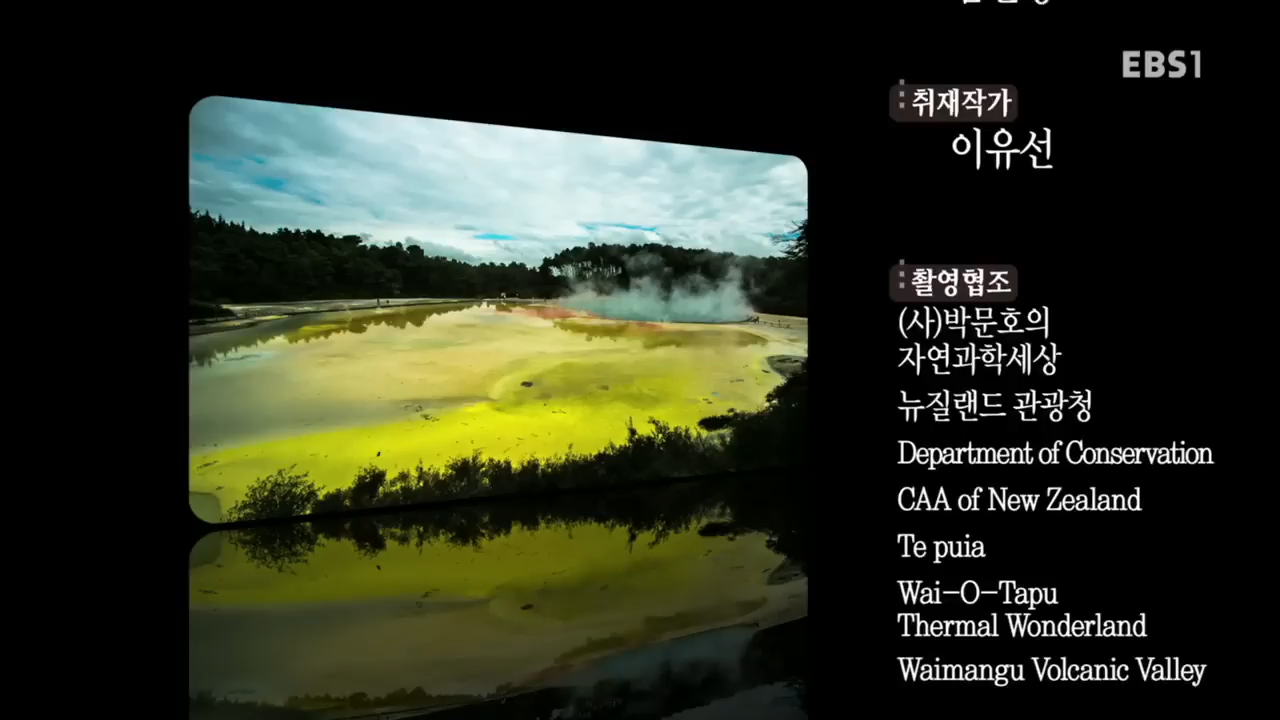 EBS1
취재작가
이유선
촬영협조
(사)박문호의
자연과학세상
뉴질랜드 관광청
Department of Conservation
CAA of New Zealand
Te puia
Wai-O-Tapu
Thermal Wonderland
Waimangu Volcanic Valley